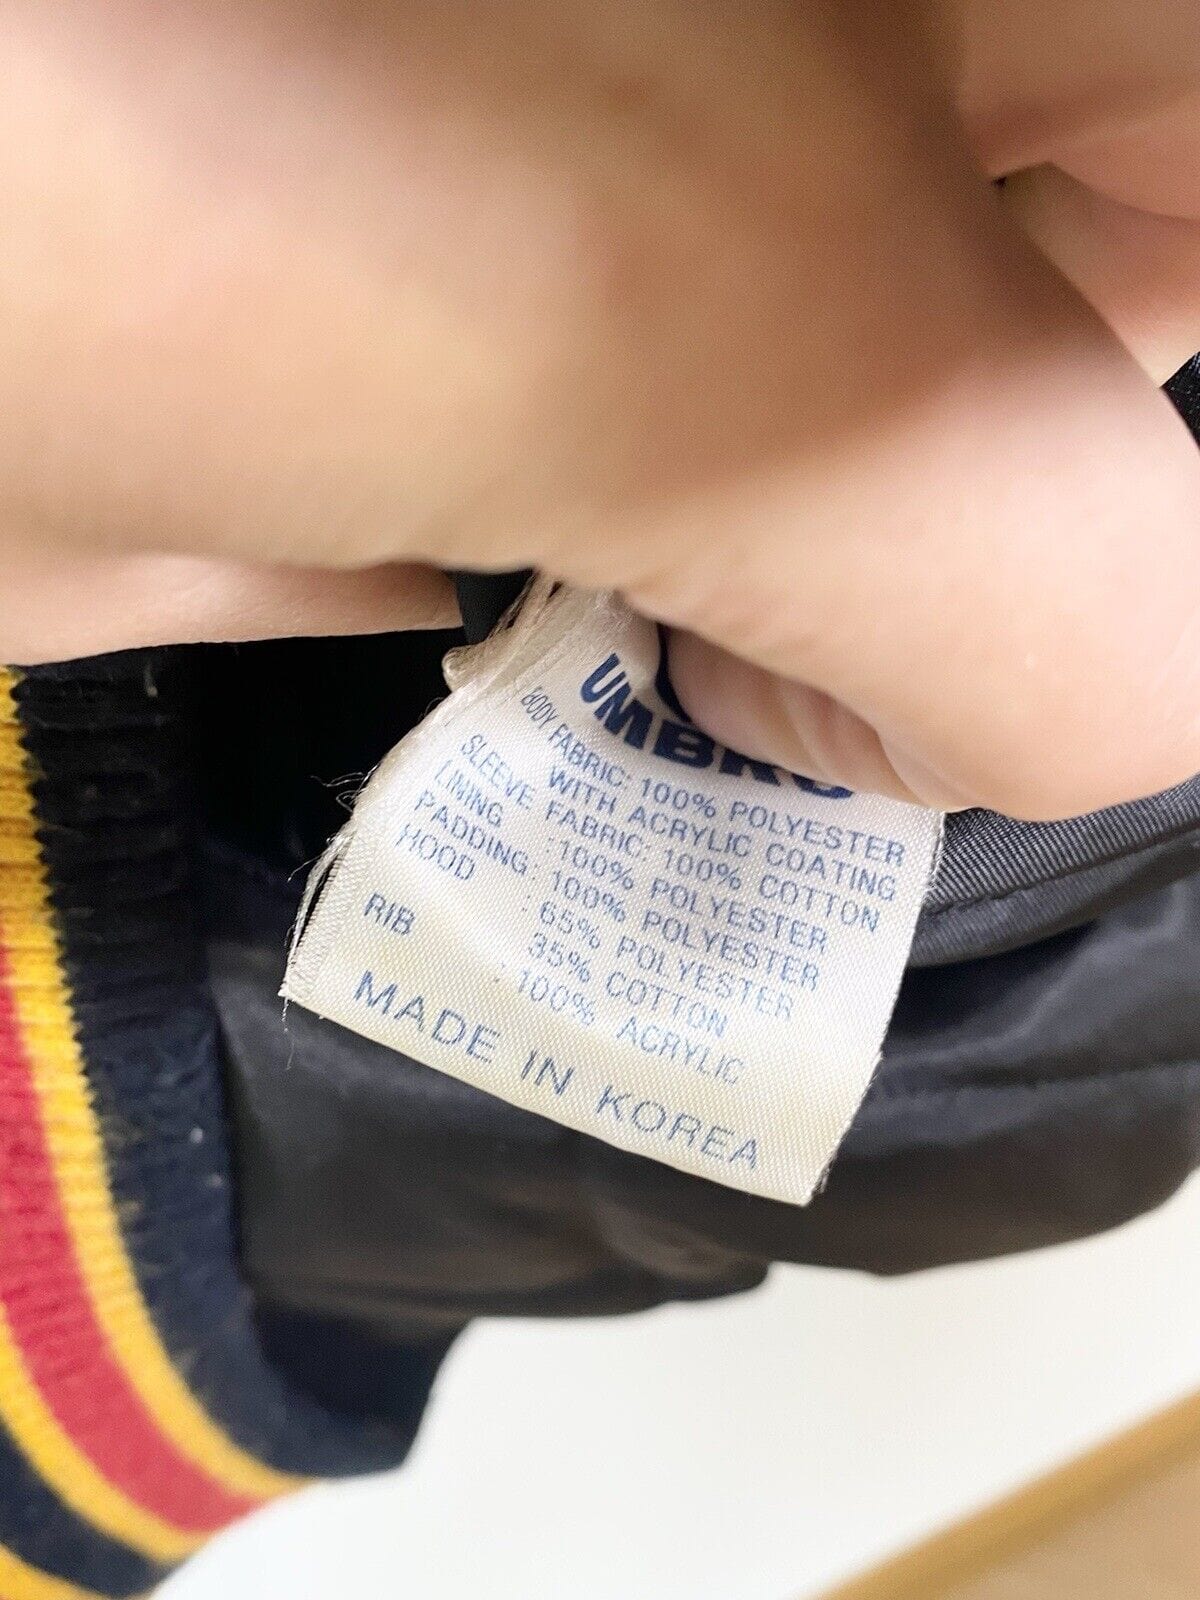 UMBRO
BODY FABRIC: 100% POLYESTER
WITH ACRYLIC COATING
SLEEVE FABRIC: 100% COTTON
LINING : 100% POLYESTER
PADDING: 100% POLYESTER
HOOD : 65% POLYESTER
35% COTTON
RIB : 100% ACRYLIC
MADE IN KOREA